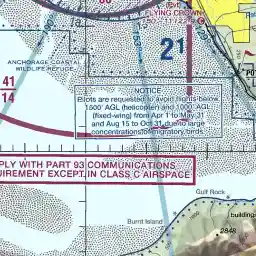 FLYING CROWN
2¹
ANCHORAGE COASTAL
WILDLIFE REFUGE
41
14
NOTICE
Pilots are requested to avoid flights below
1500' AGL (helicopter) and 1000' AGL
(fixed-wing) from Apr 1 to May 31
and Aug 15 to Oct 31 due to large
concentrations of migratory birds.
PLY WITH PART 93 COMMUNICATIONS
UIREMENT EXCEPT IN CLASS C AIRSPACE
Gull Rock
buildings
Burnt Island
2848